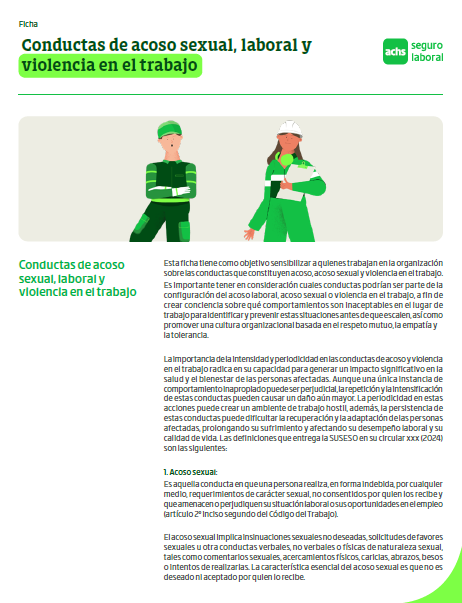 Ficha
Conductas de acoso sexual, laboral y
violencia en el trabajo
achs
seguro
laboral
Conductas de acoso
sexual, laboral y
violencia en el trabajo
Esta ficha tiene como objetivo sensibilizar a quienes trabajan en la organización
sobre las conductas que constituyen acoso, acoso sexual y violencia en el trabajo.
Es importante tener en consideración cuales conductas podrían ser parte de la
configuración del acoso laboral, acoso sexual o violencia en el trabajo, a fin de
crear conciencia sobre qué comportamientos son inaceptables en el lugar de
trabajo para identificar y prevenir estas situaciones antes de que escalen, así como
promover una cultura organizacional basada en el respeto mutuo, la empatía y
la tolerancia.
La importancia de la intensidad y periodicidad en las conductas de acoso y violencia
en el trabajo radica en su capacidad para generar un impacto significativo en la
salud y el bienestar de las personas afectadas. Aunque una única instancia de
comportamiento inapropiado puede ser perjudicial, la repetición y la intensificación
de estas conductas pueden causar un daño aún mayor. La periodicidad en estas
acciones puede crear un ambiente de trabajo hostil, además, la persistencia de
estas conductas puede dificultar la recuperación y la adaptación de las personas
afectadas, prolongando su sufrimiento y afectando su desempeño laboral y su
calidad de vida. Las definiciones que entrega la SUSESO en su circular xxx (2024)
son las siguientes:
1. Acoso sexual:
Es aquella conducta en que una persona realiza, en forma indebida, por cualquier
medio, requerimientos de carácter sexual, no consentidos por quien los recibe y
que amenacen o perjudiquen su situación laboral o sus oportunidades en el empleo
(artículo 2º inciso segundo del Código del Trabajo).
El acoso sexual implica insinuaciones sexuales no deseadas, solicitudes de favores
sexuales u otra conductas verbales, no verbales o físicas de naturaleza sexual,
tales como comentarios sexuales, acercamientos físicos, caricias, abrazos, besos
o intentos de realizarlas. La característica esencial del acoso sexual es que no es
deseado ni aceptado por quien lo recibe.